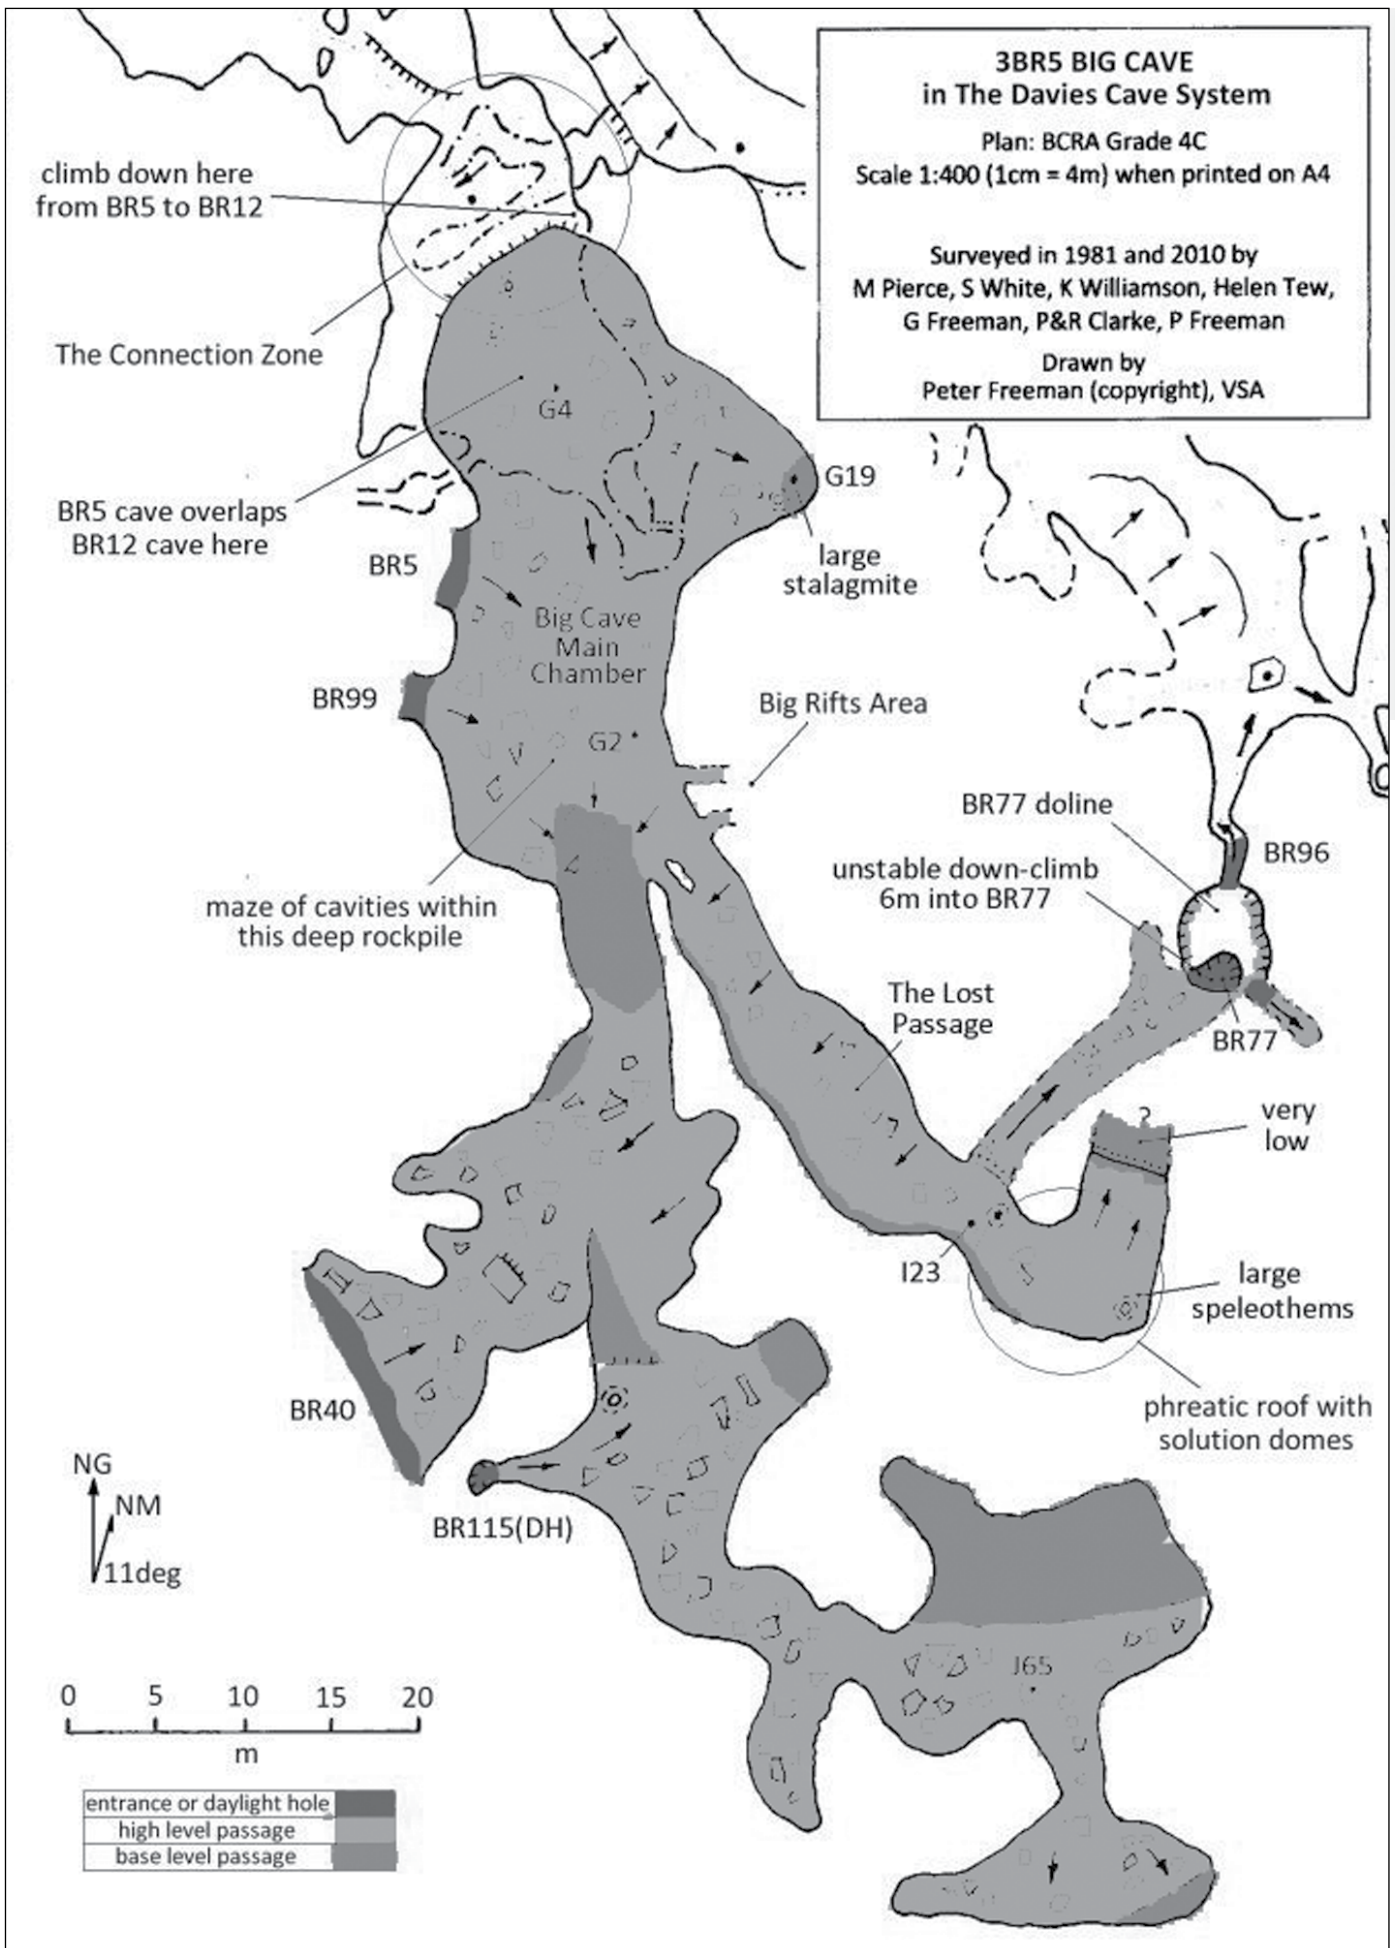 3BR5 BIG CAVE
in The Davies Cave System
Plan: BCRA Grade 4C
Scale 1:400 (1cm = 4m) when printed on A4
Surveyed in 1981 and 2010 by
M Pierce, S White, K Williamson, Helen Tew,
G Freeman, P&R Clarke, P Freeman
Drawn by
Peter Freeman (copyright), VSA
climb down here
from BR5 to BR12
The Connection Zone
G4
G19
BR5 cave overlaps
BR12 cave here
large
stalagmite
BR5
Big Cave
Main
Chamber
BR99
Big Rifts Area
G2
BR77 doline
BR96
unstable down-climb
6m into BR77
maze of cavities within
this deep rockpile
The Lost
Passage
BR77
?
very
low
I23
large
speleothems
BR40
phreatic roof with
solution domes
NG
NM
11deg
BR115(DH)
J65
0 5 10 15 20
m
entrance or daylight hole
high level passage
base level passage